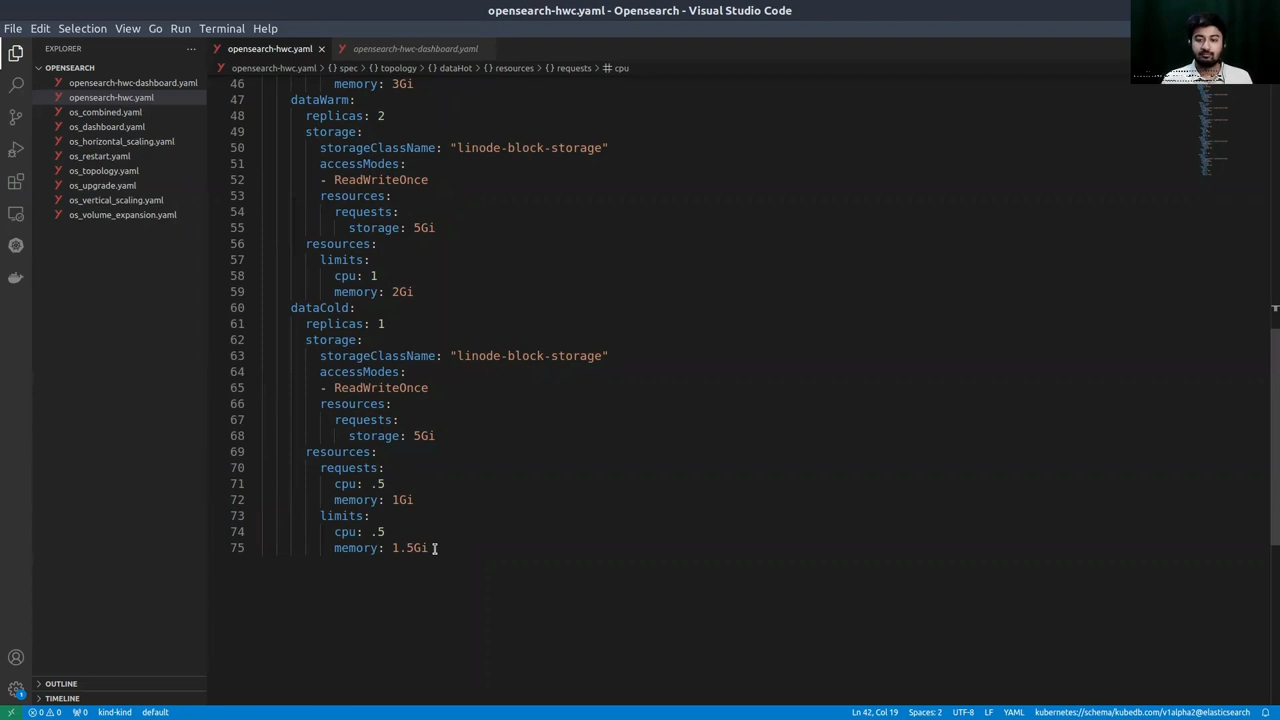 opensearch-hwc.yaml - Opensearch - Visual Studio Code
File Edit Selection View Go Run Terminal Help
EXPLORER
OPENSEARCH
opensearch-hwc-dashboard.yaml
opensearch-hwc.yaml
os_combined.yaml
os_dashboard.yaml
os_horizontal_scaling.yaml
os_restart.yaml
os_topology.yaml
os_upgrade.yaml
os_vertical_scaling.yaml
os_volume_expansion.yaml
OUTLINE
TIMELINE
opensearch-hwc.yaml opensearch-hwc-dashboard.yaml
opensearch-hwc.yaml > {} spec > {} topology > {} dataHot > {} resources > {} requests > # cpu
46 memory: 3Gi
47 dataWarm:
48 replicas: 2
49 storage:
50 storageClassName: "linode-block-storage"
51 accessModes:
52 - ReadWriteOnce
53 resources:
54 requests:
55 storage: 5Gi
56 resources:
57 limits:
58 cpu: 1
59 memory: 2Gi
60 dataCold:
61 replicas: 1
62 storage:
63 storageClassName: "linode-block-storage"
64 accessModes:
65 - ReadWriteOnce
66 resources:
67 requests:
68 storage: 5Gi
69 resources:
70 requests:
71 cpu: .5
72 memory: 1Gi
73 limits:
74 cpu: .5
75 memory: 1.5Gi
1
0 0 0 kind-kind default Ln 42, Col 19 Spaces: 2 UTF-8 LF YAML kubernetes://schema/kubedb.com/v1alpha2@elasticsearch